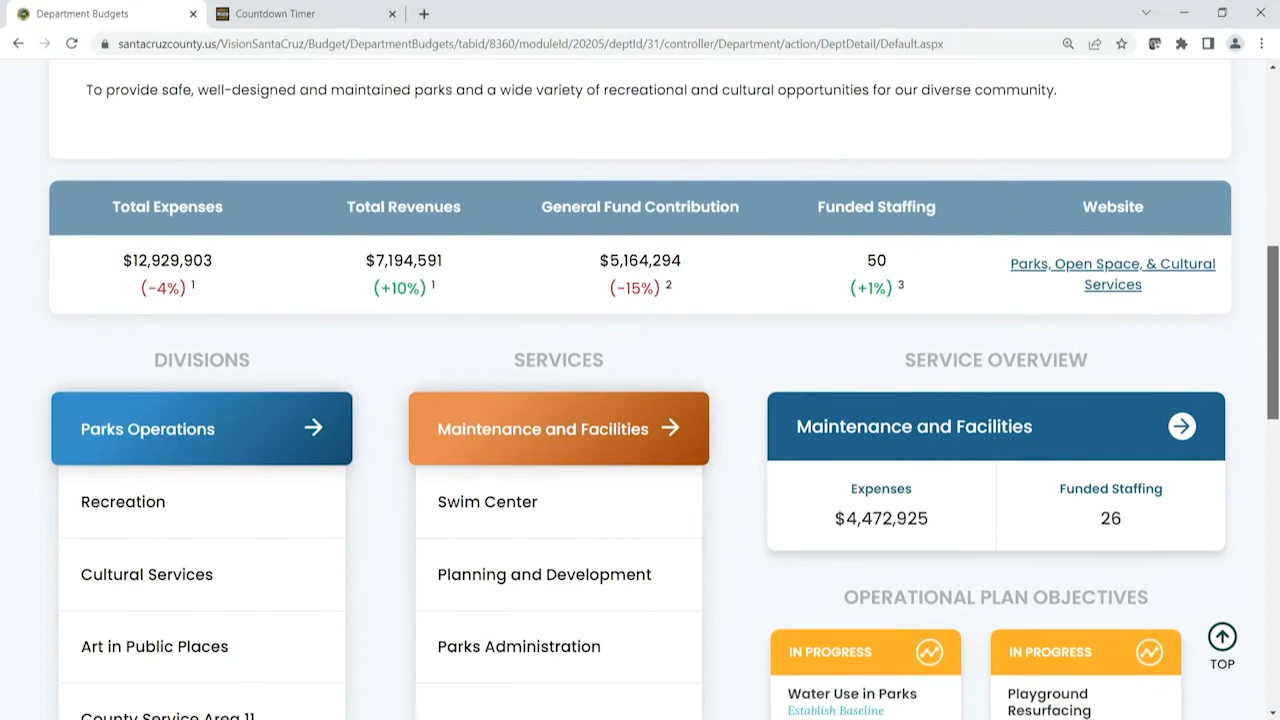 Department Budgets
Countdown Timer
santacruzcounty.us/VisionSantaCruz/Budget/DepartmentBudgets/tabid/8360/moduleId/20205/deptId/31/controller/Department/action/DeptDetail/Default.aspx
To provide safe, well-designed and maintained parks and a wide variety of recreational and cultural opportunities for our diverse community.
Total Expenses Total Revenues General Fund Contribution Funded Staffing Website
$12,929,903 $7,194,591 $5,164,294 50 Parks, Open Space, & Cultural
(-4%) 1 (+10%) 1 (-15%) 2 (+1%) 3 Services
DIVISIONS SERVICES SERVICE OVERVIEW
Parks Operations
Recreation
Cultural Services
Art in Public Places
County Service Area 11
Maintenance and Facilities
Swim Center
Planning and Development
Parks Administration
Maintenance and Facilities
Expenses Funded Staffing
$4,472,925 26
OPERATIONAL PLAN OBJECTIVES
IN PROGRESS
Water Use in Parks
Establish Baseline
IN PROGRESS
Playground
Resurfacing
TOP